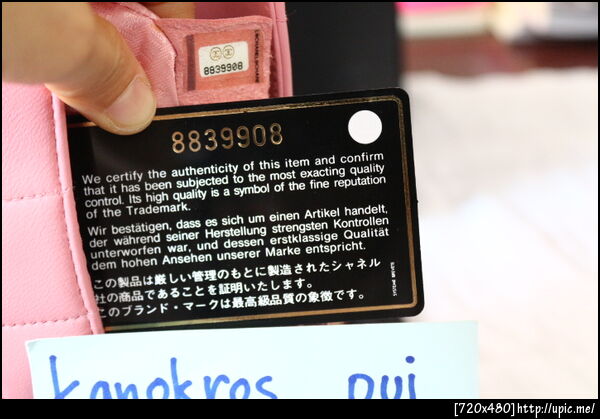 8839908
8839908
We certify the authenticity of this item and confirm
that it has been subjected to the most exacting quality
control. Its high quality is a symbol of the fine reputation
of the Trademark.
Wir bestätigen, dass es sich um einen Artikel handelt,
der während seiner Herstellung strengsten Kontrollen
unterworfen war, und dessen erstklassige Qualität
dem hohen Ansehen unserer Marke entspricht.
この製品は厳しい管理のもとに製造されたシャネル
社の商品であることを証明いたします。
このブランド・マークは最高級品質の象徴です。
kanokros pui
[720x480]http://upic.me/